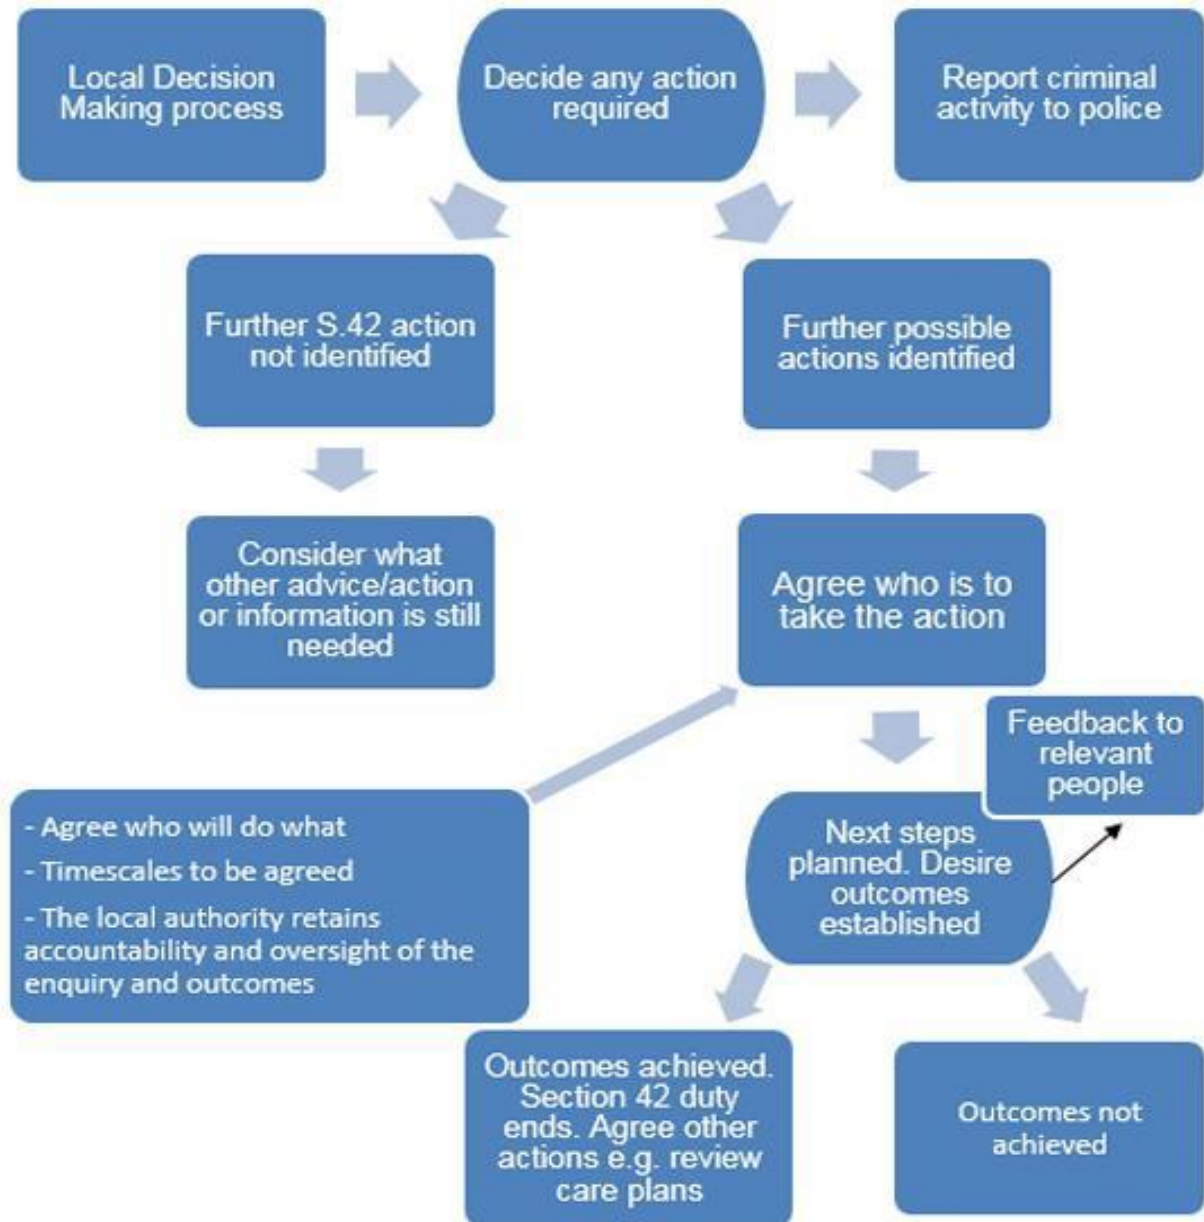 Local Decision
Making process
Decide any action
required
Report criminal
activity to police
Further S.42 action
not identified
Further possible
actions identified
Consider what
other advice/action
or information is still
needed
Agree who is to
take the action
Feedback to
relevant
people
- Agree who will do what
- Timescales to be agreed
- The local authority retains
accountability and oversight of the
enquiry and outcomes
Next steps
planned. Desire
outcomes
established
Outcomes achieved.
Section 42 duty
ends. Agree other
actions e.g. review
care plans
Outcomes not
achieved